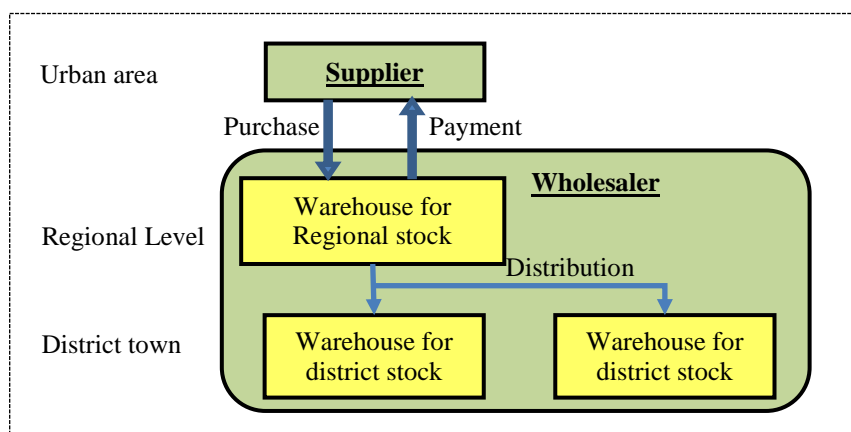 Urban area
Supplier
Purchase
Payment
Wholesaler
Warehouse for
Regional stock
Regional Level
Distribution
District town
Warehouse for
district stock
Warehouse for
district stock